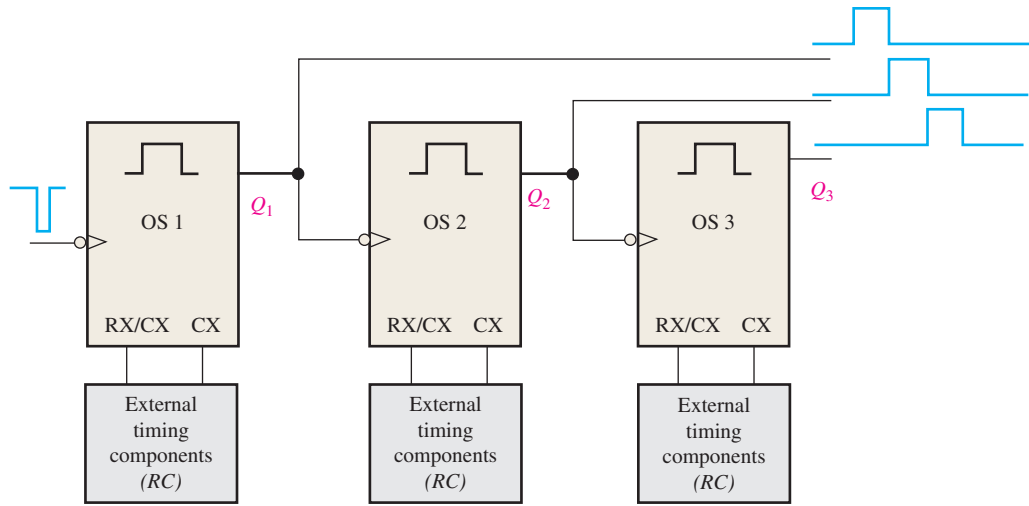 Q1
Q2
Q3
OS 1
OS 2
OS 3
RX/CX CX
RX/CX CX
RX/CX CX
External
timing
components
(RC)
External
timing
components
(RC)
External
timing
components
(RC)